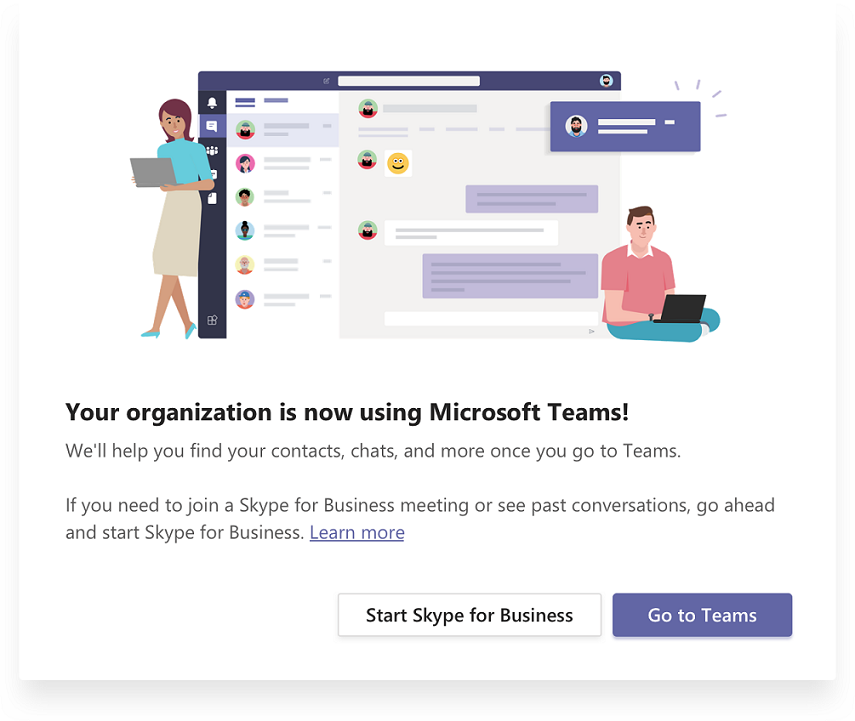 Your organization is now using Microsoft Teams!
We'll help you find your contacts, chats, and more once you go to Teams.
If you need to join a Skype for Business meeting or see past conversations, go ahead
and start Skype for Business. Learn more
Start Skype for Business
Go to Teams